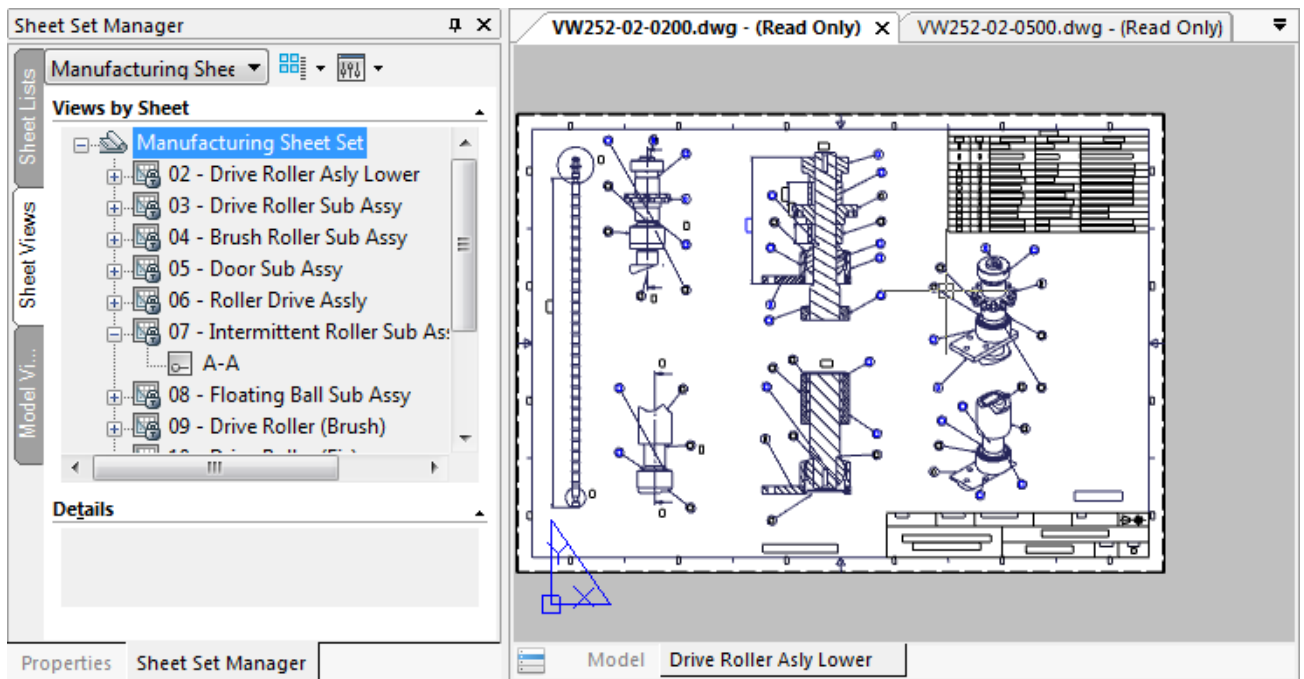 Sheet Set Manager
Manufacturing Shee
Views by Sheet
Manufacturing Sheet Set
02 - Drive Roller Asly Lower
03 - Drive Roller Sub Assy
04 - Brush Roller Sub Assy
05 - Door Sub Assy
06 - Roller Drive Assly
07 - Intermittent Roller Sub Ass
A-A
08 - Floating Ball Sub Assy
09 - Drive Roller (Brush)
Details
Sheet Lists
Sheet Views
Model Vi...
Properties
Sheet Set Manager
VW252-02-0200.dwg - (Read Only)
VW252-02-0500.dwg - (Read Only)
Y
X
Model
Drive Roller Asly Lower